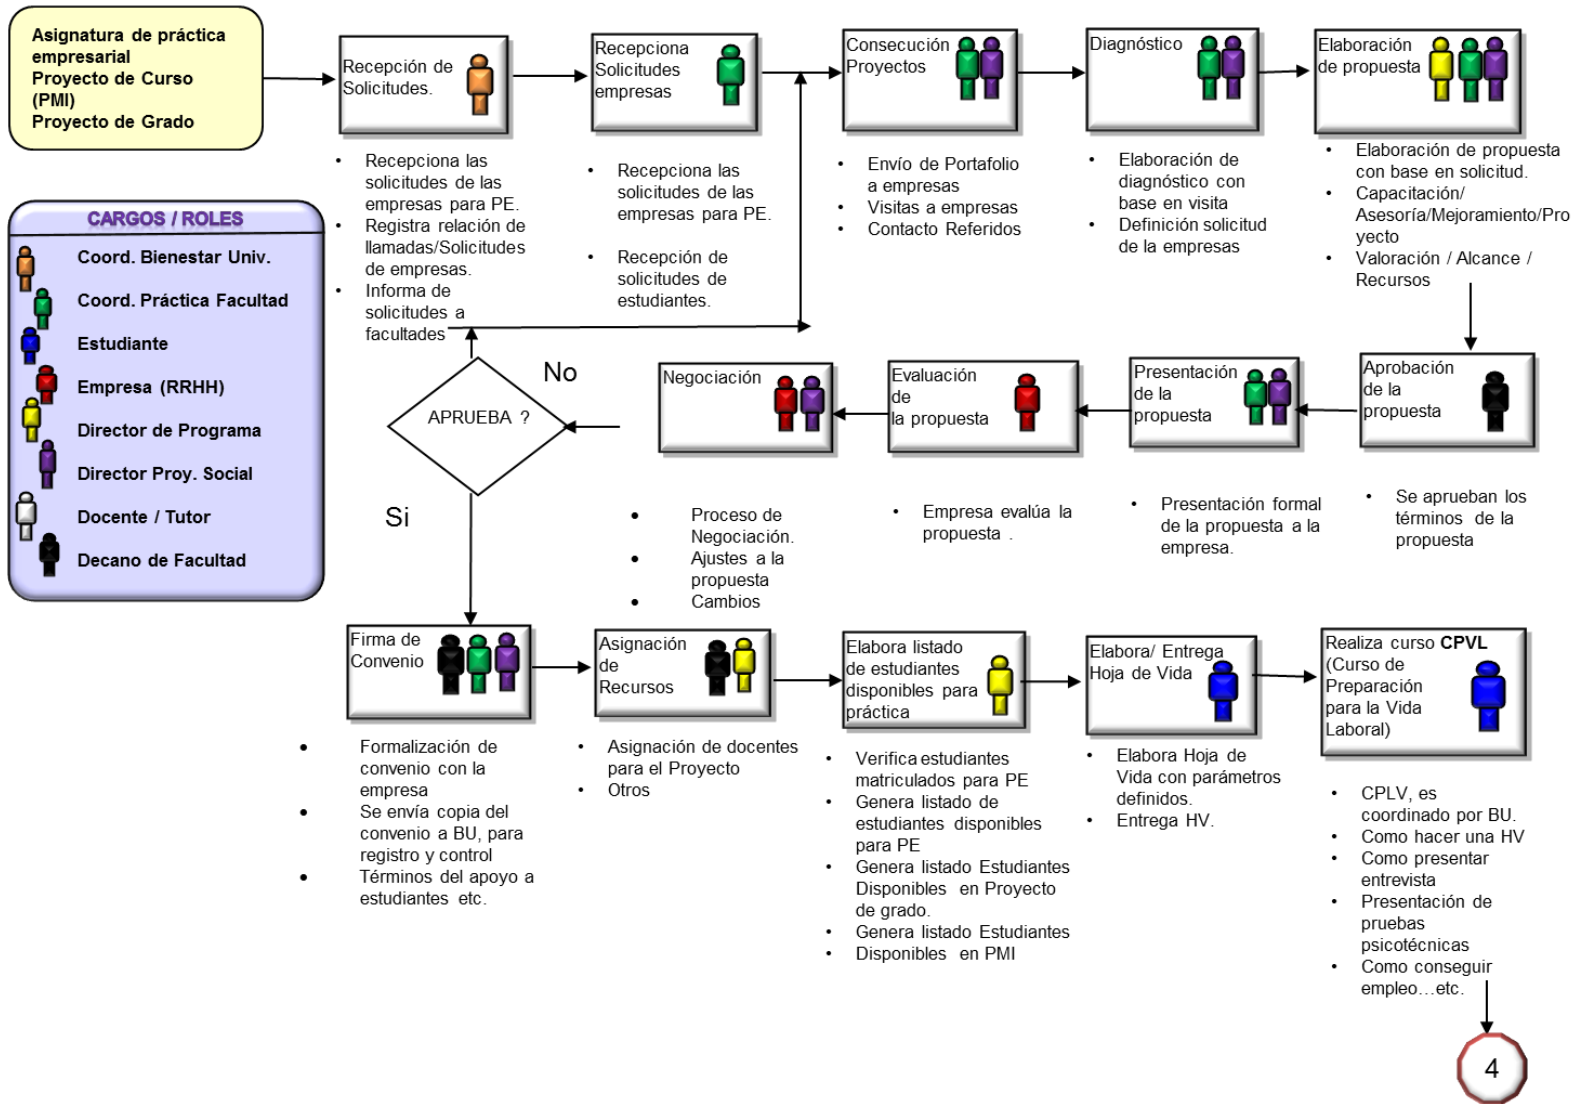 Asignatura de práctica
empresarial
Proyecto de Curso
(PMI)
Proyecto de Grado
Recepción de
Solicitudes.
Recepciona
Solicitudes
empresas
Consecución
Proyectos
Diagnóstico
Elaboración
de propuesta
• Recepciona las
solicitudes de las
empresas para PE.
• Registra relación de
llamadas/Solicitudes
de empresas.
• Informa de
solicitudes a
facultades
• Recepciona las
solicitudes de las
empresas para PE.
• Recepción de
solicitudes de
estudiantes.
• Envío de Portafolio
a empresas
• Visitas a empresas
• Contacto Referidos
• Elaboración de
diagnóstico con
base en visita
• Definición solicitud
de la empresas
• Elaboración de propuesta
con base en solicitud.
• Capacitación/
Asesoría/Mejoramiento/Pro
yecto
• Valoración / Alcance /
Recursos
CARGOS / ROLES
Coord. Bienestar Univ.
Coord. Práctica Facultad
Estudiante
Empresa (RRHH)
Director de Programa
Director Proy. Social
Docente / Tutor
Decano de Facultad
APRUEBA ?
No
Si
Negociación
Evaluación
de
la propuesta
Presentación
de la
propuesta
Aprobación
de la
propuesta
• Proceso de
Negociación.
• Ajustes a la
propuesta
• Cambios
• Empresa evalúa la
propuesta .
• Presentación formal
de la propuesta a la
empresa.
• Se aprueban los
términos de la
propuesta
Firma de
Convenio
Asignación
de
Recursos
Elabora listado
de estudiantes
disponibles para
práctica
Elabora/ Entrega
Hoja de Vida
Realiza curso CPVL
(Curso de
Preparación
para la Vida
Laboral)
• Formalización de
convenio con la
empresa
• Se envía copia del
convenio a BU, para
registro y control
• Términos del apoyo a
estudiantes etc.
• Asignación de docentes
para el Proyecto
• Otros
• Verifica estudiantes
matriculados para PE
• Genera listado de
estudiantes disponibles
para PE
• Genera listado Estudiantes
Disponibles en Proyecto
de grado.
• Genera listado Estudiantes
• Disponibles en PMI
• Elabora Hoja de
Vida con parámetros
definidos.
• Entrega HV.
• CPLV, es
coordinado por BU.
• Como hacer una HV
• Como presentar
entrevista
• Presentación de
pruebas
psicotécnicas
• Como conseguir
empleo…etc.
4